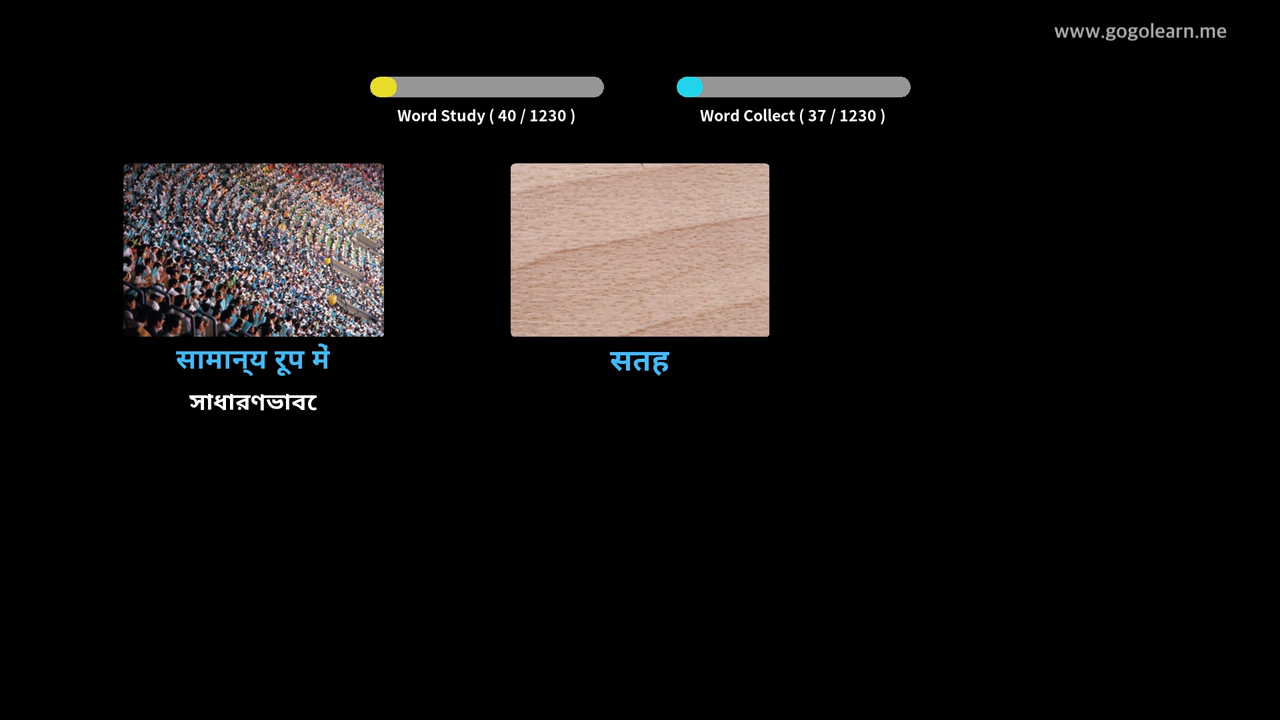 www.gogolearn.me
Word Study ( 40 / 1230 )
Word Collect ( 37 / 1230 )
सामान्य रूप में
सतह
সাধারণভাবে